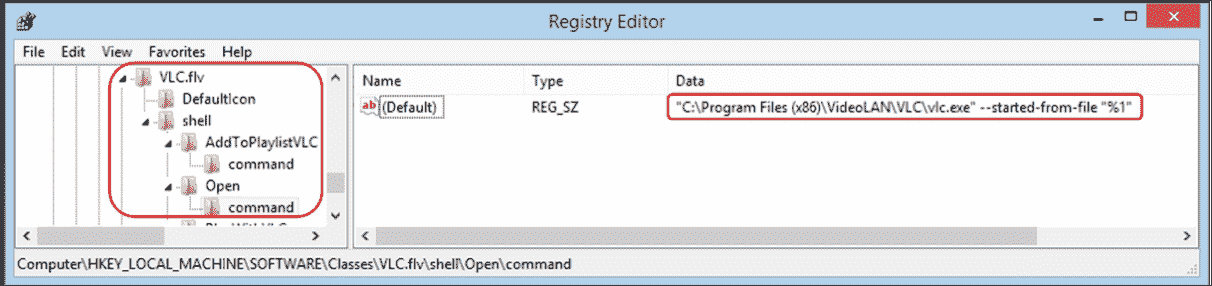 Registry Editor
File Edit View Favorites Help
VLC.flv
DefaultIcon
shell
AddToPlaylistVLC
command
Open
command
Name Type Data
ab (Default) REG_SZ "C:\Program Files (x86)\VideoLAN\VLC\vlc.exe" --started-from-file "%1"
Computer\HKEY_LOCAL_MACHINE\SOFTWARE\Classes\VLC.flv\shell\Open\command